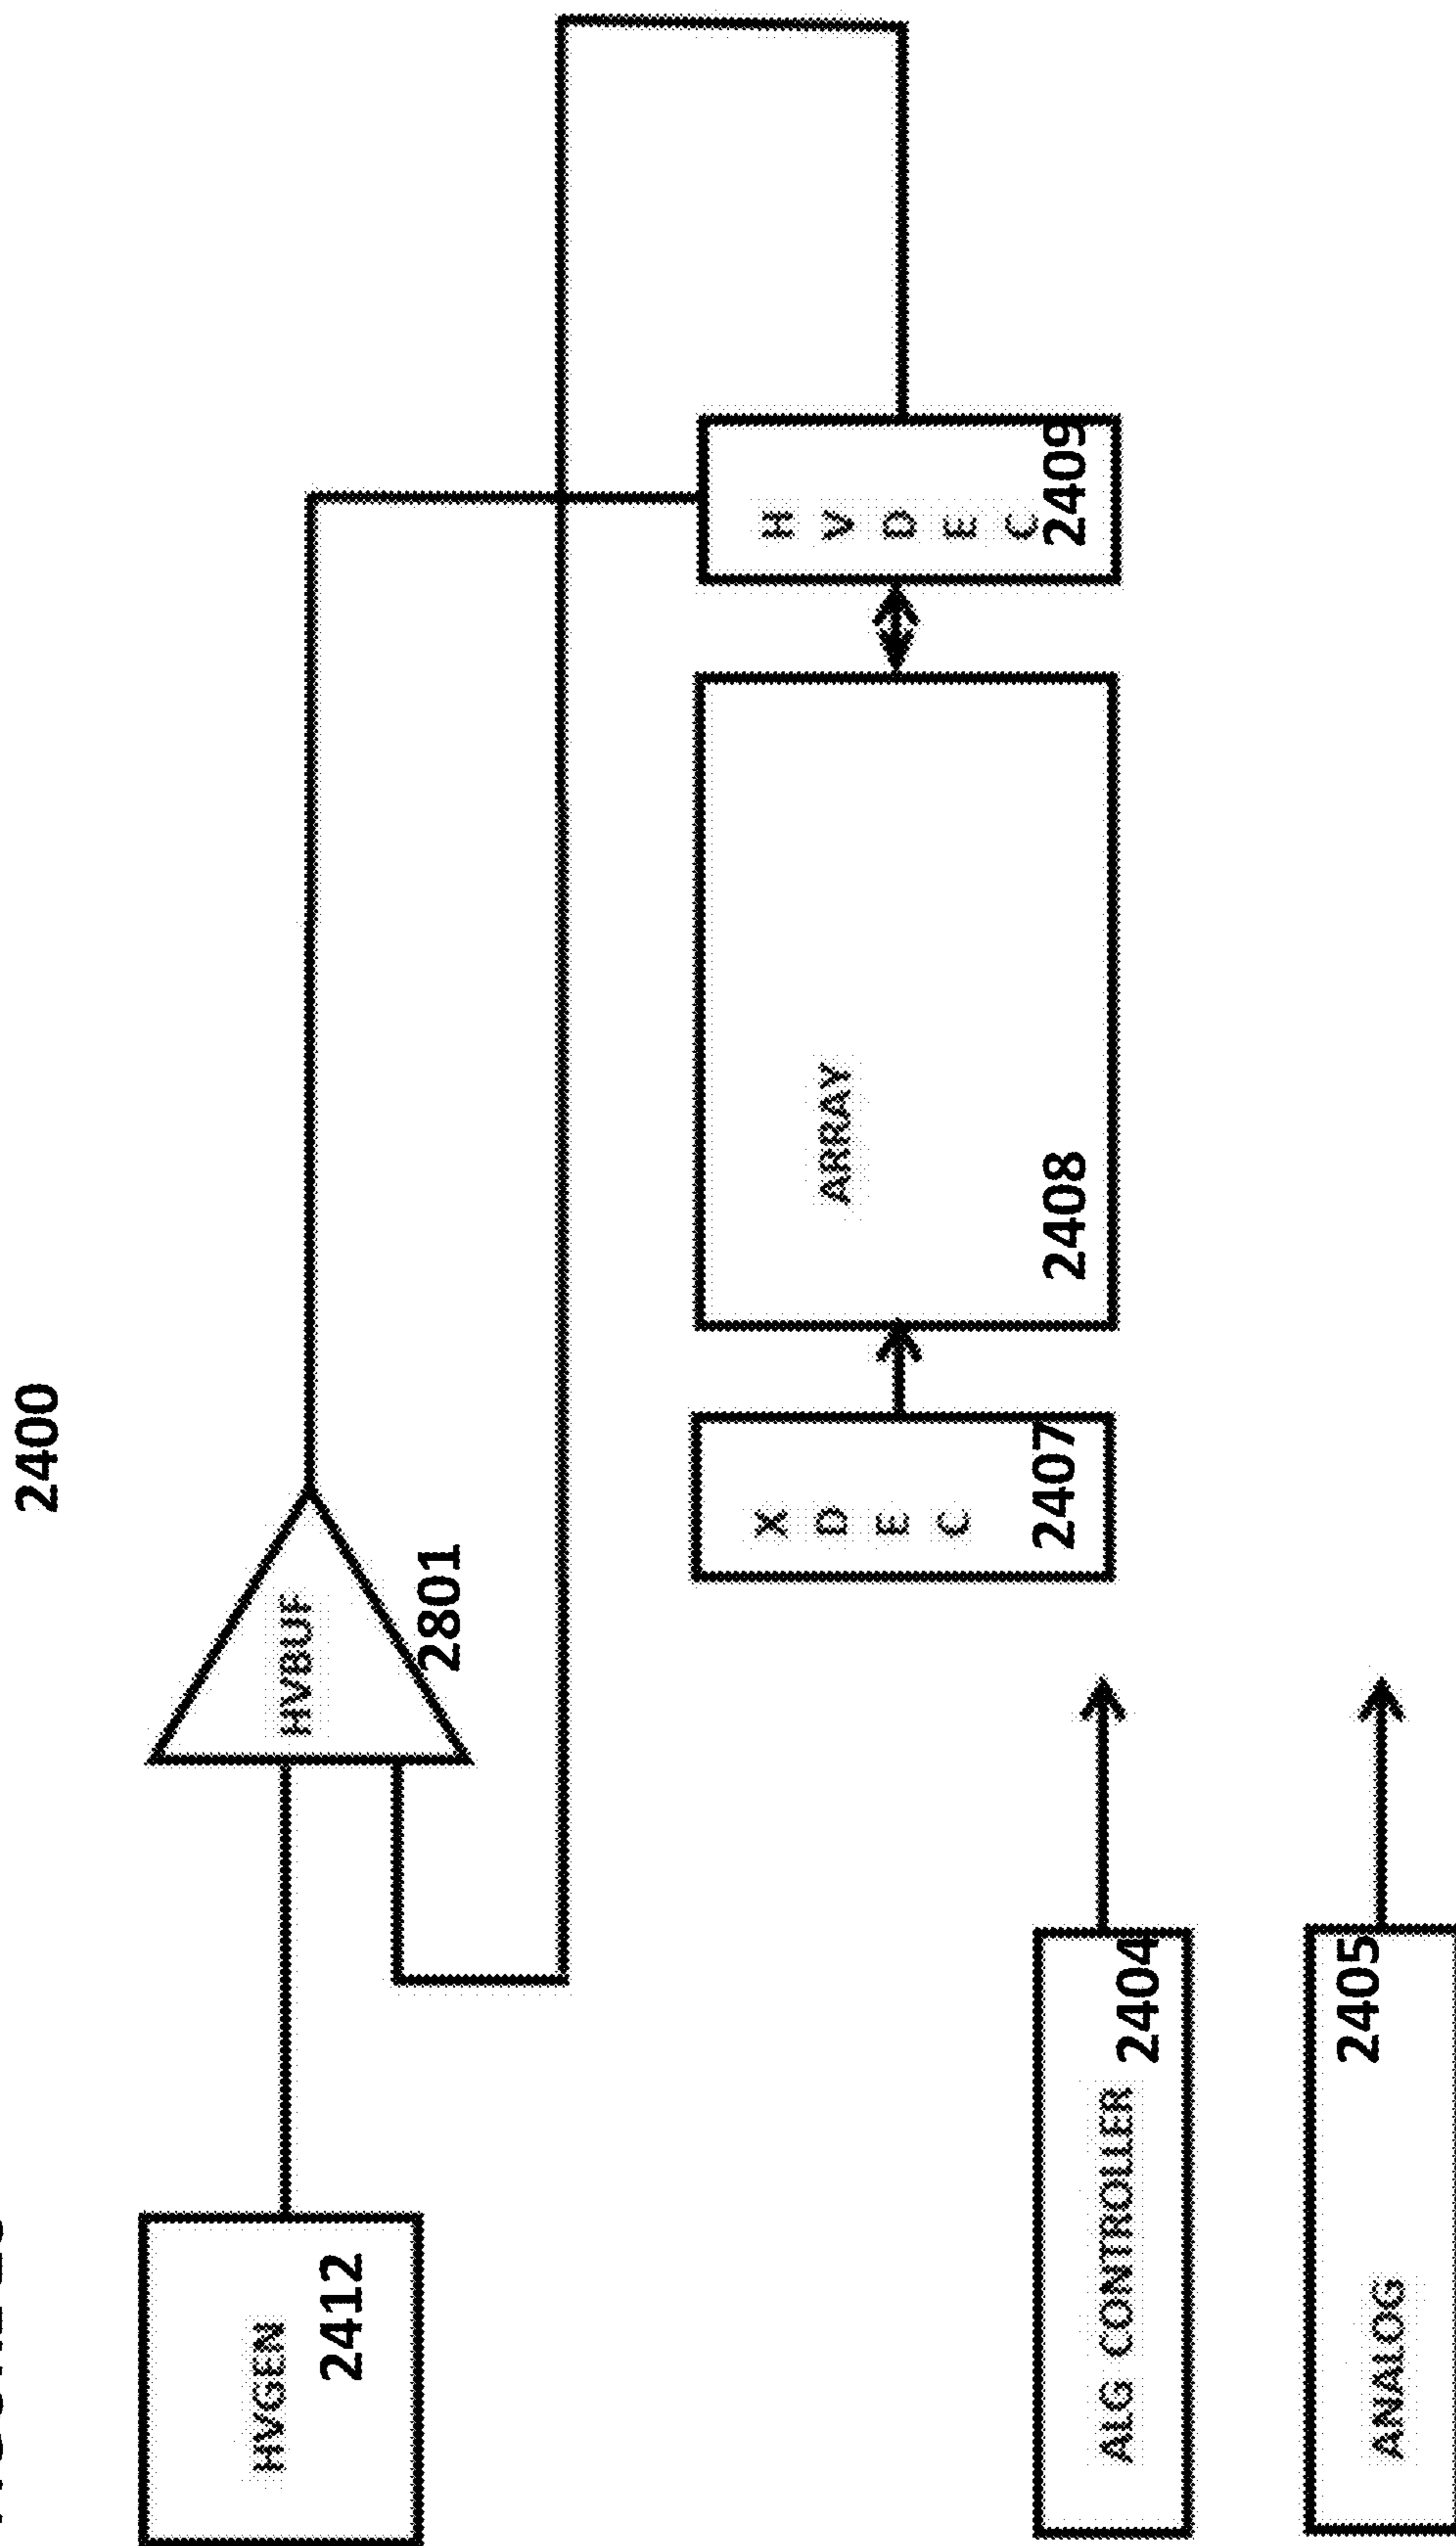 2400
HVGEN
2412
HVBUF
2801
X
D
E
C
2407
ARRAY
2408
H
V
D
E
C
2409
ALG CONTROLLER
2404
ANALOG
2405